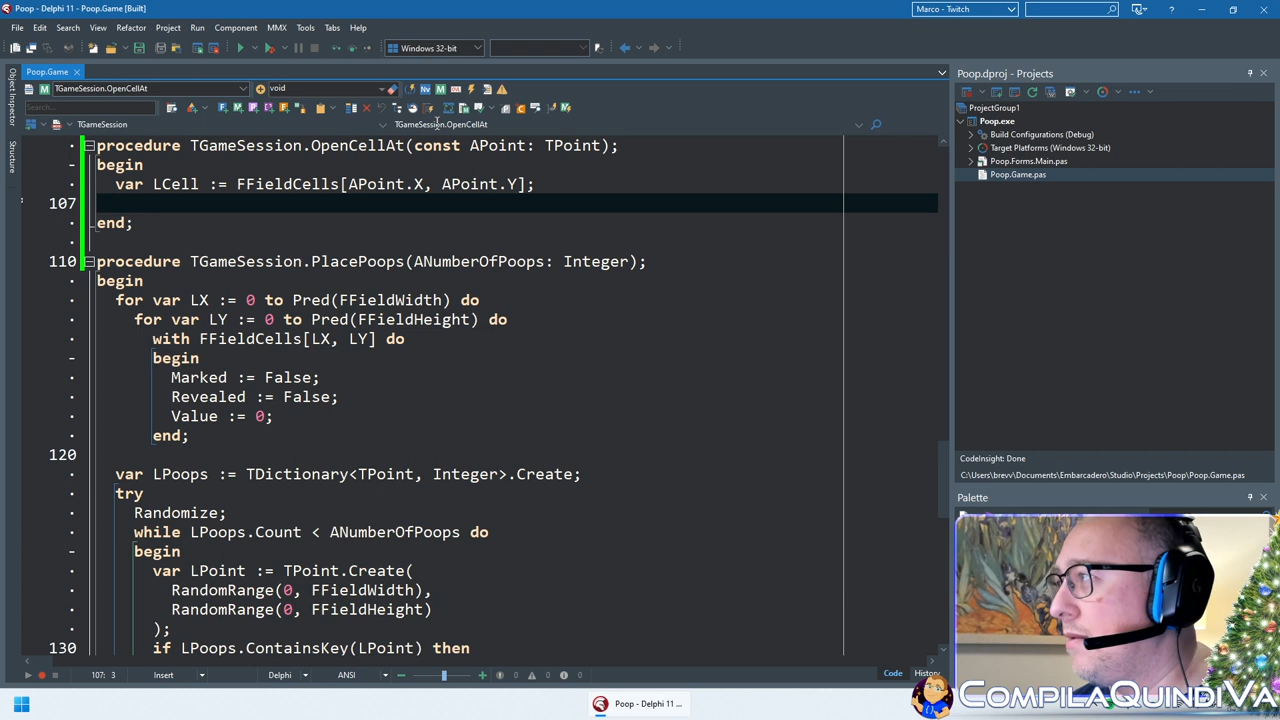 Poop - Delphi 11 - Poop.Game [Built]
Marco - Twitch
File Edit Search View Refactor Project Run Component MMX Tools Tabs Help
Windows 32-bit
Poop.Game
Poop.dproj - Projects
TGameSession.OpenCellAt
void
Search...
TGameSession
TGameSession.OpenCellAt
Object Inspector
Structure
procedure TGameSession.OpenCellAt(const APoint: TPoint);
begin
var LCell := FFieldCells[APoint.X, APoint.Y];
107
end;
110 procedure TGameSession.PlacePoops(ANumberOfPoops: Integer);
begin
for var LX := 0 to Pred(FFieldWidth) do
for var LY := 0 to Pred(FFieldHeight) do
with FFieldCells[LX, LY] do
begin
Marked := False;
Revealed := False;
Value := 0;
end;
120
var LPoops := TDictionary<TPoint, Integer>.Create;
try
Randomize;
while LPoops.Count < ANumberOfPoops do
begin
var LPoint := TPoint.Create(
RandomRange(0, FFieldWidth),
RandomRange(0, FFieldHeight)
);
130 if LPoops.ContainsKey(LPoint) then
ProjectGroup1
Poop.exe
Build Configurations (Debug)
Target Platforms (Windows 32-bit)
Poop.Forms.Main.pas
Poop.Game.pas
CodeInsight: Done
C:\Users\brevv\Documents\Embarcadero\Studio\Projects\Poop\Poop.Game.pas
Palette
107: 3
Insert
Delphi
ANSI
0
0
0
Code
History
Poop - Delphi 11 ...
COMPILAQUINDIVA